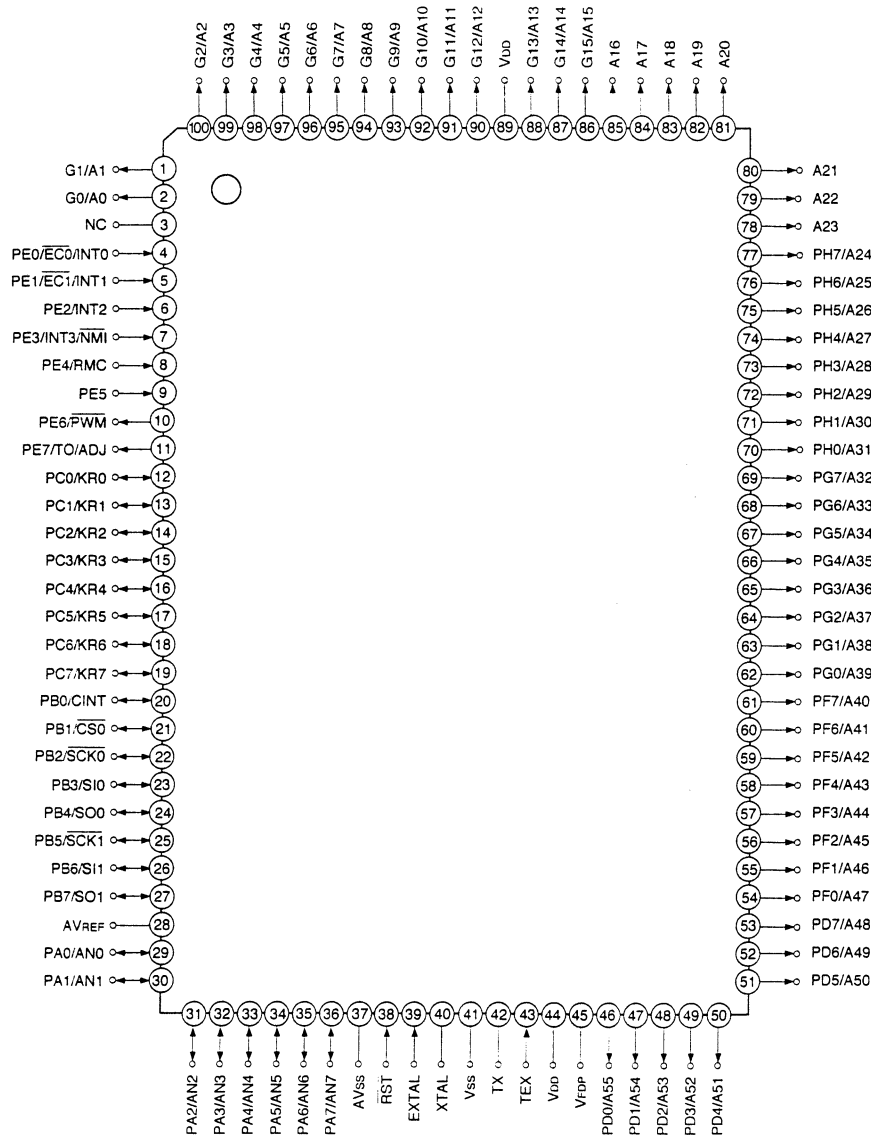 G2/A2
G3/A3
G4/A4
G5/A5
G6/A6
G7/A7
G8/A8
G9/A9
G10/A10
G11/A11
G12/A12
VDD
G13/A13
G14/A14
G15/A15
A16
A17
A18
A19
A20
100 99 98 97 96 95 94 93 92 91 90 89 88 87 86 85 84 83 82 81
G1/A1 1
G0/A0 2
NC 3
PE0/E̅C̅0̅/INT0 4
PE1/E̅C̅1̅/INT1 5
PE2/INT2 6
PE3/INT3/N̅M̅I̅ 7
PE4/RMC 8
PE5 9
PE6/P̅W̅M̅ 10
PE7/TO/ADJ 11
PC0/KR0 12
PC1/KR1 13
PC2/KR2 14
PC3/KR3 15
PC4/KR4 16
PC5/KR5 17
PC6/KR6 18
PC7/KR7 19
PB0/CINT 20
PB1/C̅S̅0̅ 21
PB2/S̅C̅K̅0̅ 22
PB3/SI0 23
PB4/SO0 24
PB5/S̅C̅K̅1̅ 25
PB6/SI1 26
PB7/SO1 27
AVREF 28
PA0/AN0 29
PA1/AN1 30
80 A21
79 A22
78 A23
77 PH7/A24
76 PH6/A25
75 PH5/A26
74 PH4/A27
73 PH3/A28
72 PH2/A29
71 PH1/A30
70 PH0/A31
69 PG7/A32
68 PG6/A33
67 PG5/A34
66 PG4/A35
65 PG3/A36
64 PG2/A37
63 PG1/A38
62 PG0/A39
61 PF7/A40
60 PF6/A41
59 PF5/A42
58 PF4/A43
57 PF3/A44
56 PF2/A45
55 PF1/A46
54 PF0/A47
53 PD7/A48
52 PD6/A49
51 PD5/A50
31 32 33 34 35 36 37 38 39 40 41 42 43 44 45 46 47 48 49 50
PA2/AN2
PA3/AN3
PA4/AN4
PA5/AN5
PA6/AN6
PA7/AN7
AVSS
R̅S̅T̅
EXTAL
XTAL
VSS
TX
TEX
VDD
VFDP
PD0/A55
PD1/A54
PD2/A53
PD3/A52
PD4/A51